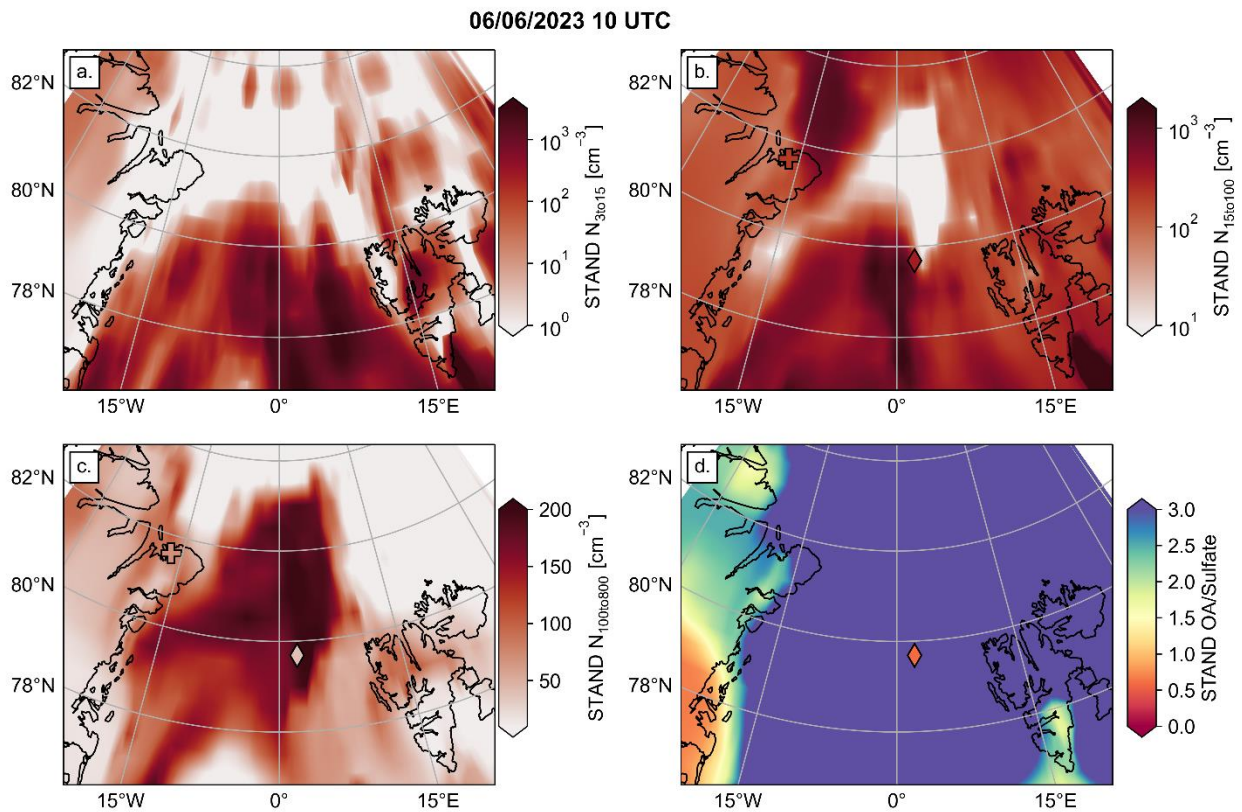 06/06/2023 10 UTC
a.
82°N
80°N
78°N
15°W
0°
15°E
10³
10²
10¹
10⁰
STAND N₃ₜₒ₁₅ [cm⁻³]
b.
82°N
80°N
78°N
15°W
0°
15°E
10³
10²
10¹
STAND N₁₅ₜₒ₁₀₀ [cm⁻³]
c.
82°N
80°N
78°N
15°W
0°
15°E
200
150
100
50
STAND N₁₀₀ₜₒ₈₀₀ [cm⁻³]
d.
82°N
80°N
78°N
15°W
0°
15°E
3.0
2.5
2.0
1.5
1.0
0.5
0.0
STAND OA/Sulfate